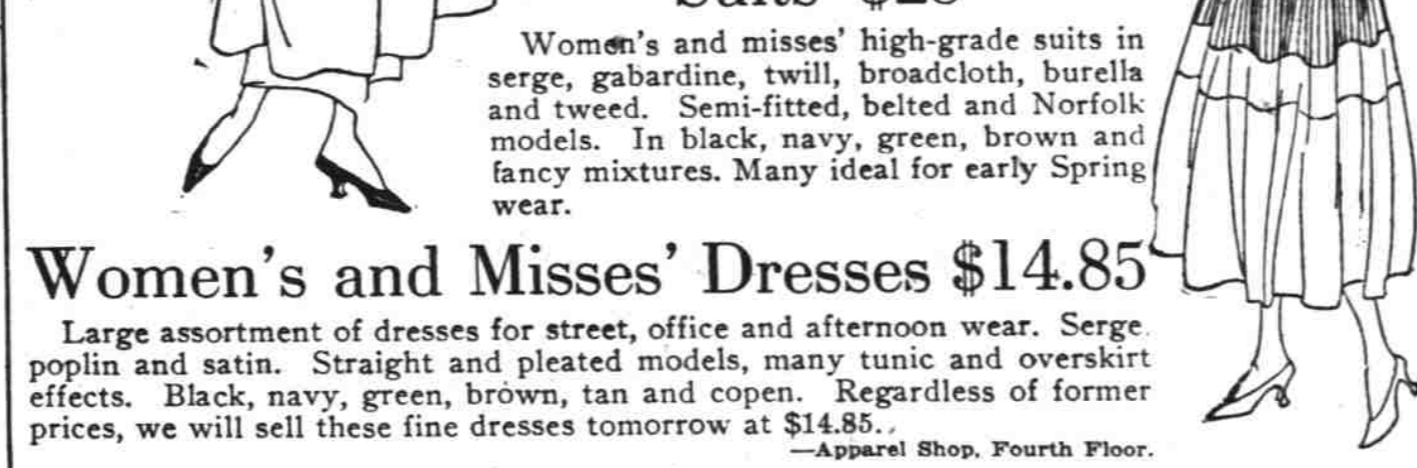 Women's and misses' high-grade suits in
serge, gabardine, twill, broadcloth, burella
and tweed. Semi-fitted, belted and Norfolk
models. In black, navy, green, brown and
fancy mixtures. Many ideal for early Spring
wear.
Women's and Misses' Dresses $14.85
Large assortment of dresses for street, office and afternoon wear. Serge,
poplin and satin. Straight and pleated models, many tunic and overskirt
effects. Black, navy, green, brown, tan and copen. Regardless of former
prices, we will sell these fine dresses tomorrow at $14.85.
—Apparel Shop, Fourth Floor.